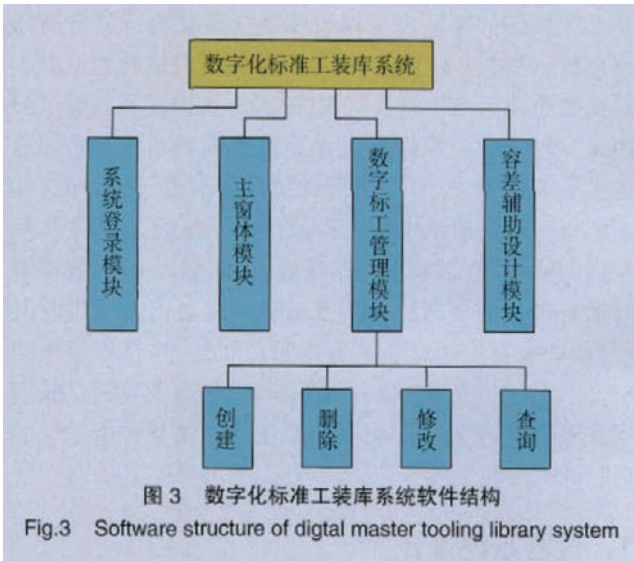 数字化标准工装库系统
系统登录模块
主窗体模块
数字标工管理模块
容差辅助设计模块
创建
删除
修改
查询
图 3 数字化标准工装库系统软件结构
Fig.3 Software structure of digtal master tooling library system